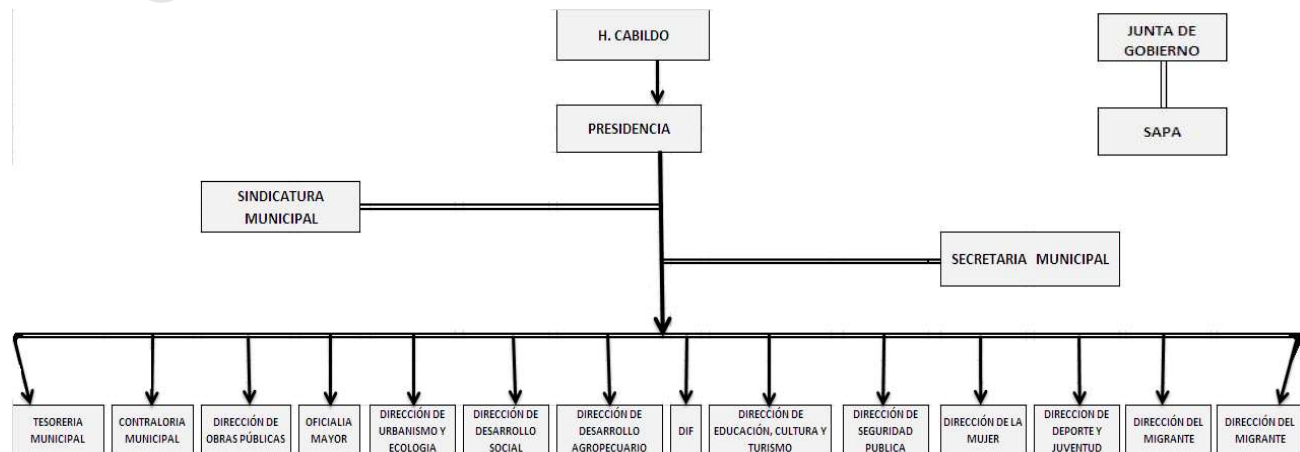 H. CABILDO
JUNTA DE
GOBIERNO
PRESIDENCIA
SAPA
SINDICATURA
MUNICIPAL
SECRETARIA MUNICIPAL
TESORERIA
MUNICIPAL
CONTRALORIA
MUNICIPAL
DIRECCIÓN DE
OBRAS PÚBLICAS
OFICIALIA
MAYOR
DIRECCIÓN DE
URBANISMO Y
ECOLOGIA
DIRECCIÓN DE
DESARROLLO
SOCIAL
DIRECCIÓN DE
DESARROLLO
AGROPECUARIO
DIF
DIRECCIÓN DE
EDUCACIÓN, CULTURA Y
TURISMO
DIRECCIÓN DE
SEGURIDAD
PUBLICA
DIRECCIÓN DE LA
MUJER
DIRECCION DE
DEPORTE Y
JUVENTUD
DIRECCIÓN DEL
MIGRANTE
DIRECCIÓN DEL
MIGRANTE